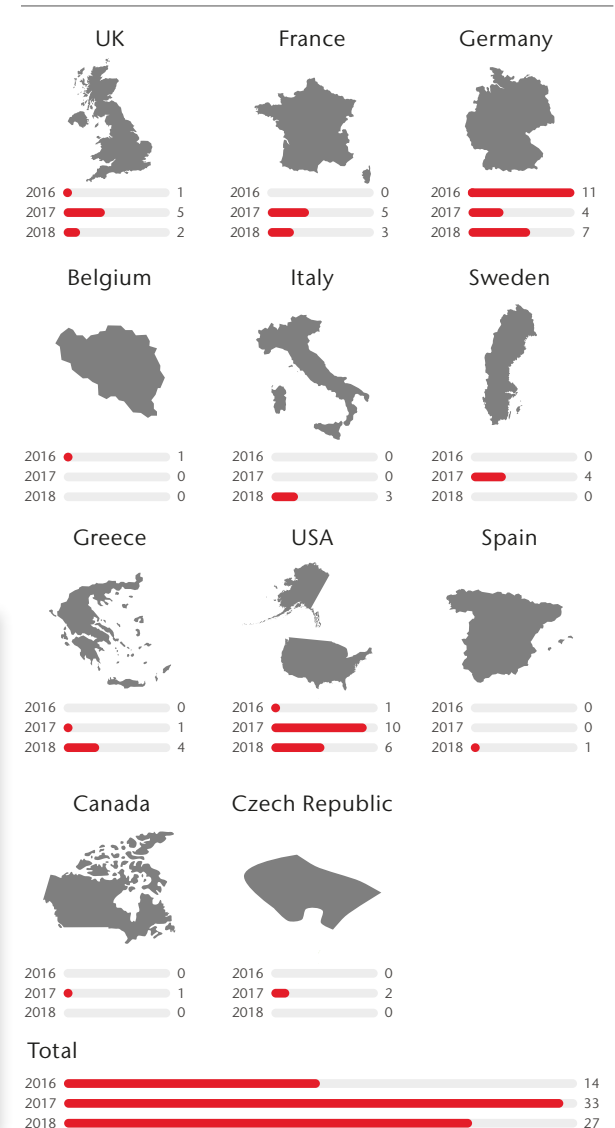 UK France Germany
2016 1 2016 0 2016 11
2017 5 2017 5 2017 4
2018 2 2018 3 2018 7
Belgium Italy Sweden
2016 1 2016 0 2016 0
2017 0 2017 0 2017 4
2018 0 2018 3 2018 0
Greece USA Spain
2016 0 2016 1 2016 0
2017 1 2017 10 2017 0
2018 4 2018 6 2018 1
Canada Czech Republic
2016 0 2016 0
2017 1 2017 2
2018 0 2018 0
Total
2016 14
2017 33
2018 27